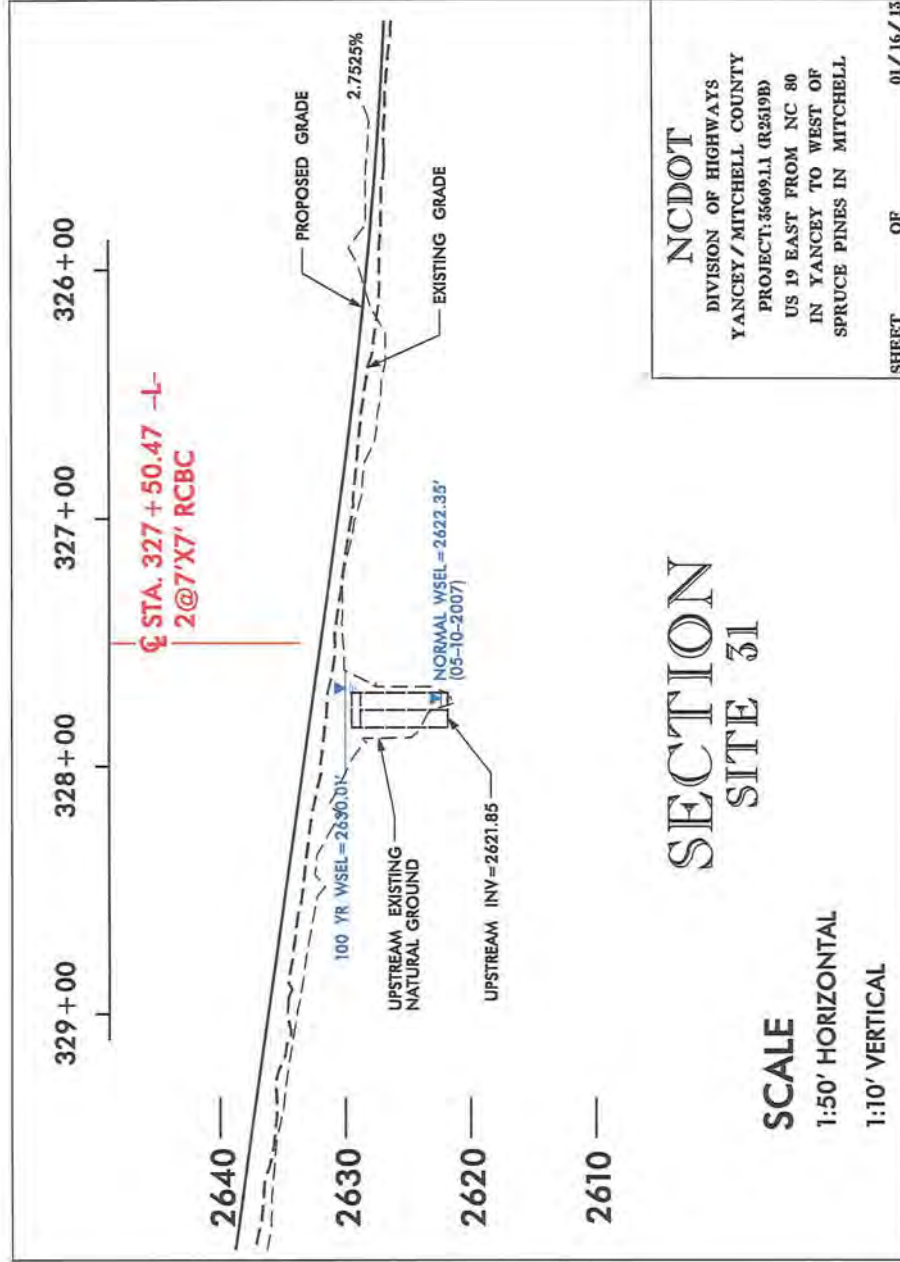 329+00
328+00
327+00
326+00
℄ STA. 327+50.47 -L-
2@7'X7' RCBC
PROPOSED GRADE
2.7525%
EXISTING GRADE
2640
2630
2620
2610
100 YR WSEL=2630.01'
NORMAL WSEL=2622.35'
(05-10-2007)
UPSTREAM EXISTING
NATURAL GROUND
UPSTREAM INV=2621.85
SECTION
SITE 31
SCALE
1:50' HORIZONTAL
1:10' VERTICAL
NCDOT
DIVISION OF HIGHWAYS
YANCEY/MITCHELL COUNTY
PROJECT:35609.1.1 (R2519B)
US 19 EAST FROM NC 80
IN YANCEY TO WEST OF
SPRUCE PINES IN MITCHELL
SHEET OF 01/16/13